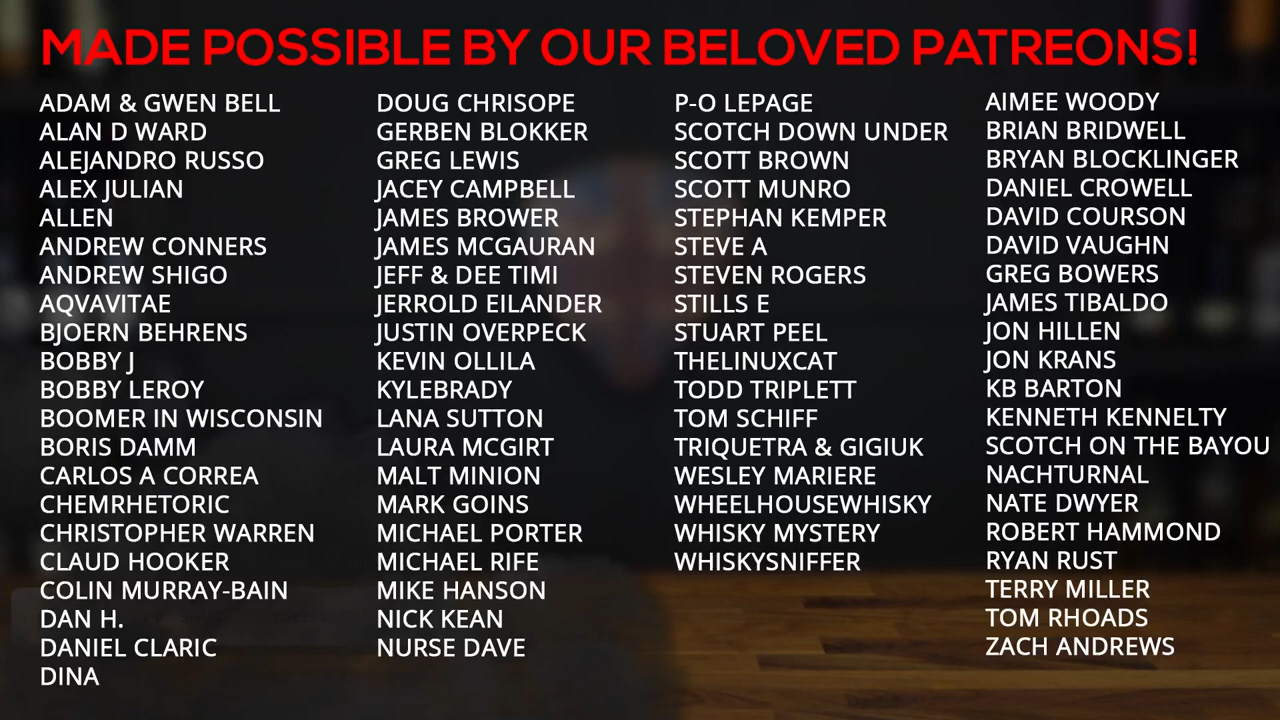 MADE POSSIBLE BY OUR BELOVED PATREONS!
ADAM & GWEN BELL
ALAN D WARD
ALEJANDRO RUSSO
ALEX JULIAN
ALLEN
ANDREW CONNERS
ANDREW SHIGO
AQVAVITAE
BJOERN BEHRENS
BOBBY J
BOBBY LEROY
BOOMER IN WISCONSIN
BORIS DAMM
CARLOS A CORREA
CHEMRHETORIC
CHRISTOPHER WARREN
CLAUD HOOKER
COLIN MURRAY-BAIN
DAN H.
DANIEL CLARIC
DINA
DOUG CHRISOPE
GERBEN BLOKKER
GREG LEWIS
JACEY CAMPBELL
JAMES BROWER
JAMES MCGAURAN
JEFF & DEE TIMI
JERROLD EILANDER
JUSTIN OVERPECK
KEVIN OLLILA
KYLEBRADY
LANA SUTTON
LAURA MCGIRT
MALT MINION
MARK GOINS
MICHAEL PORTER
MICHAEL RIFE
MIKE HANSON
NICK KEAN
NURSE DAVE
P-O LEPAGE
SCOTCH DOWN UNDER
SCOTT BROWN
SCOTT MUNRO
STEPHAN KEMPER
STEVE A
STEVEN ROGERS
STILLS E
STUART PEEL
THELINUXCAT
TODD TRIPLETT
TOM SCHIFF
TRIQUETRA & GIGIUK
WESLEY MARIERE
WHEELHOUSEWHISKY
WHISKY MYSTERY
WHISKYSNIFFER
AIMEE WOODY
BRIAN BRIDWELL
BRYAN BLOCKLINGER
DANIEL CROWELL
DAVID COURSON
DAVID VAUGHN
GREG BOWERS
JAMES TIBALDO
JON HILLEN
JON KRANS
KB BARTON
KENNETH KENNELTY
SCOTCH ON THE BAYOU
NACHTURNAL
NATE DWYER
ROBERT HAMMOND
RYAN RUST
TERRY MILLER
TOM RHOADS
ZACH ANDREWS